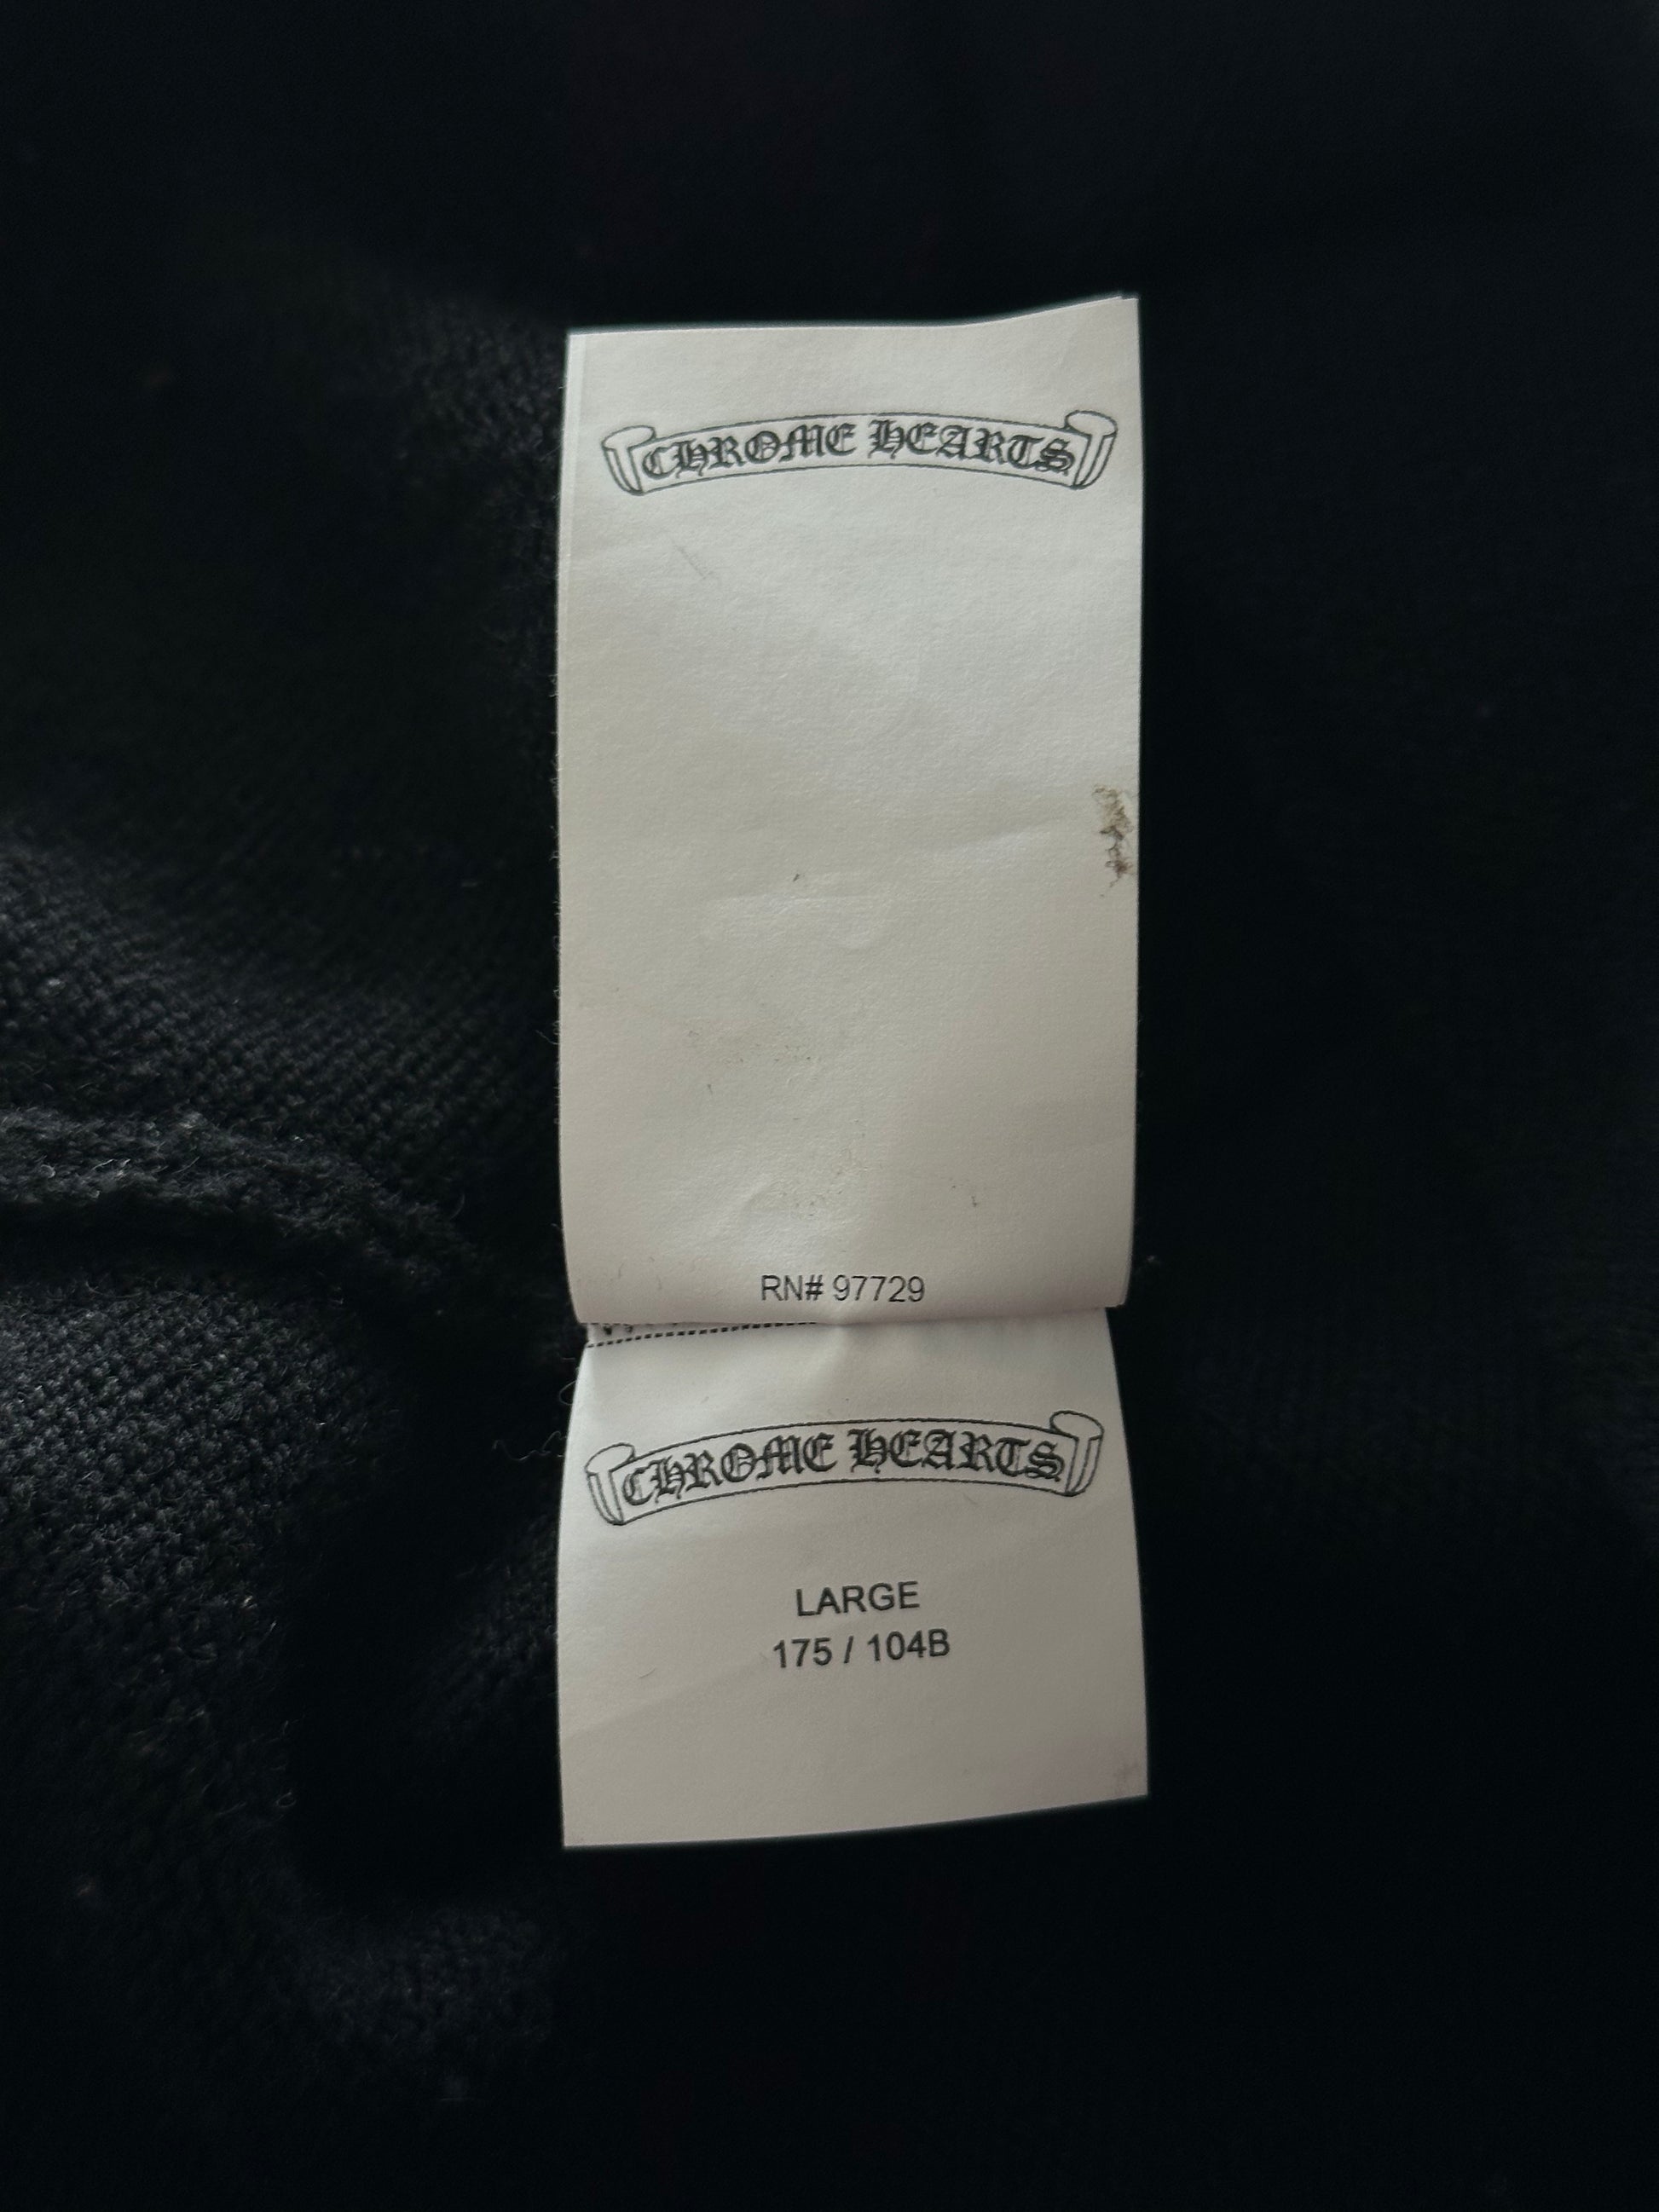 CHROME HEARTS
RN# 97729
CHROME HEARTS
LARGE
175 / 104B